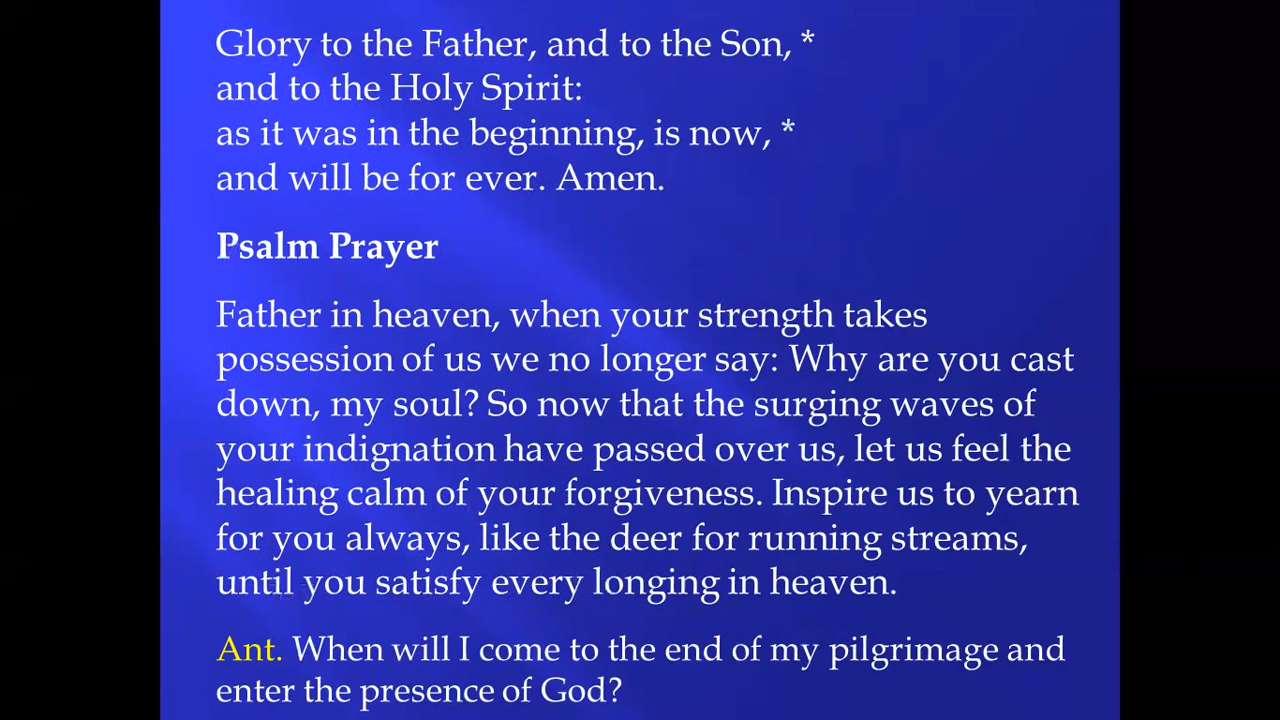 Glory to the Father, and to the Son, *
and to the Holy Spirit:
as it was in the beginning, is now, *
and will be for ever. Amen.
Psalm Prayer
Father in heaven, when your strength takes
possession of us we no longer say: Why are you cast
down, my soul? So now that the surging waves of
your indignation have passed over us, let us feel the
healing calm of your forgiveness. Inspire us to yearn
for you always, like the deer for running streams,
until you satisfy every longing in heaven.
Ant. When will I come to the end of my pilgrimage and
enter the presence of God?